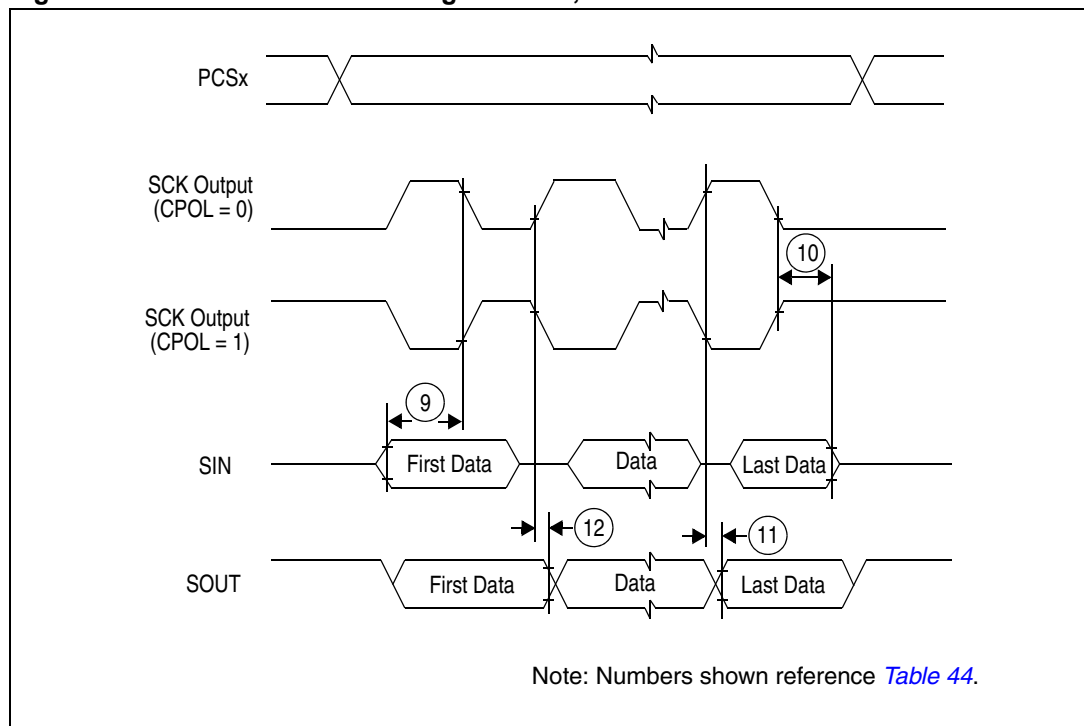 PCSx
SCK Output
(CPOL = 0)
10
SCK Output
(CPOL = 1)
9
SIN
First Data
Data
Last Data
12
11
SOUT
First Data
Data
Last Data
Note: Numbers shown reference Table 44.